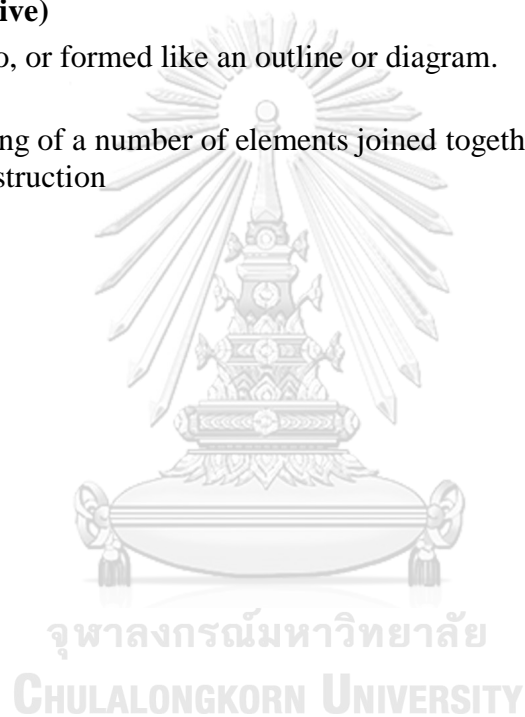 ive)
o, or formed like an outline or diagram.
ng of a number of elements joined togeth
struction
จุฬาลงกรณ์มหาวิทยาลัย
CHULALONGKORN UNIVERSITY